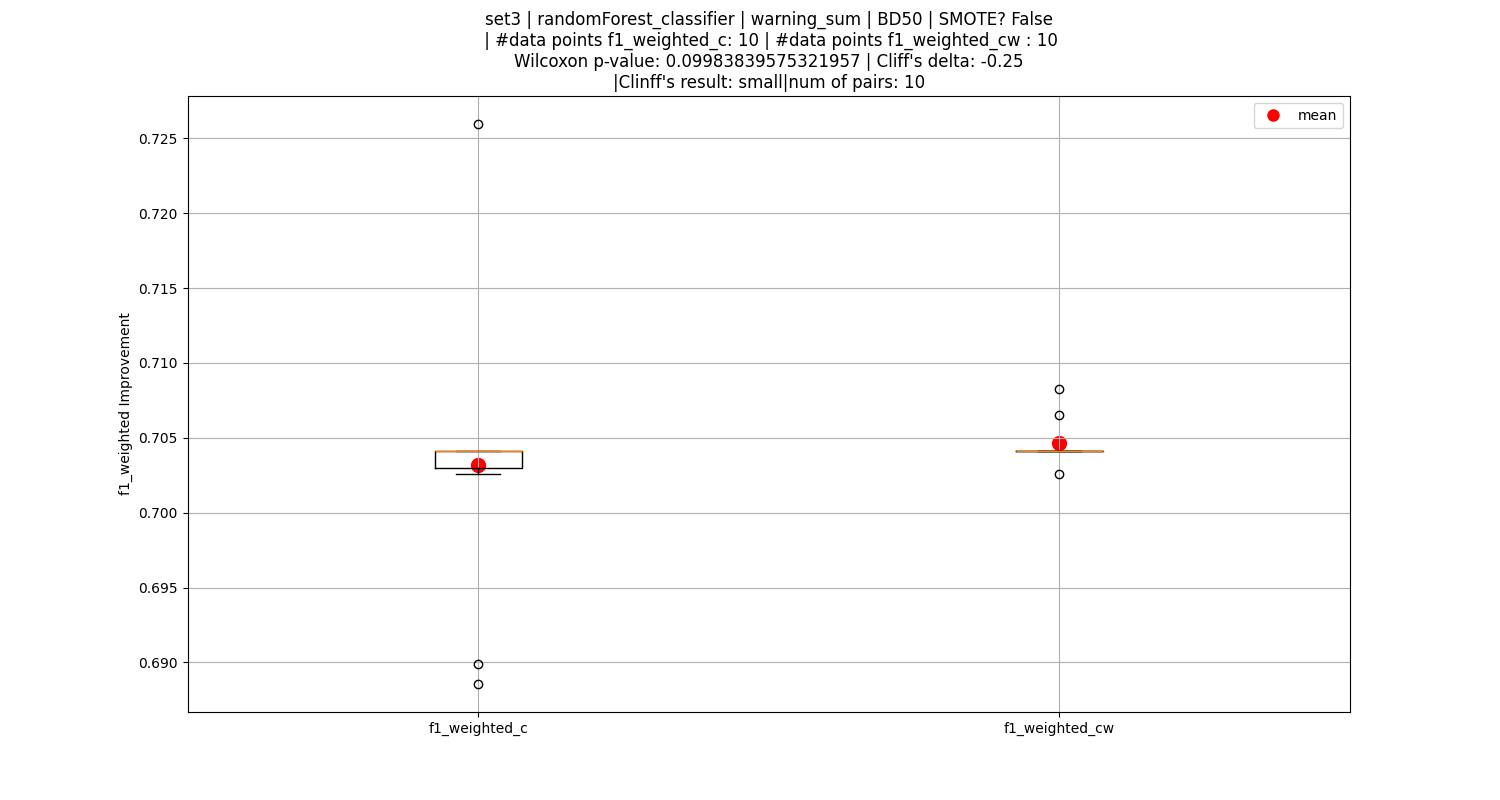 set3 | randomForest_classifier | warning_sum | BD50 | SMOTE? False
| #data points f1_weighted_c: 10 | #data points f1_weighted_cw : 10
Wilcoxon p-value: 0.09983839575321957 | Cliff's delta: -0.25
|Clinff's result: small|num of pairs: 10
mean
0.725
0.720
0.715
0.710
0.705
0.700
0.695
0.690
f1_weighted Improvement
f1_weighted_c
f1_weighted_cw